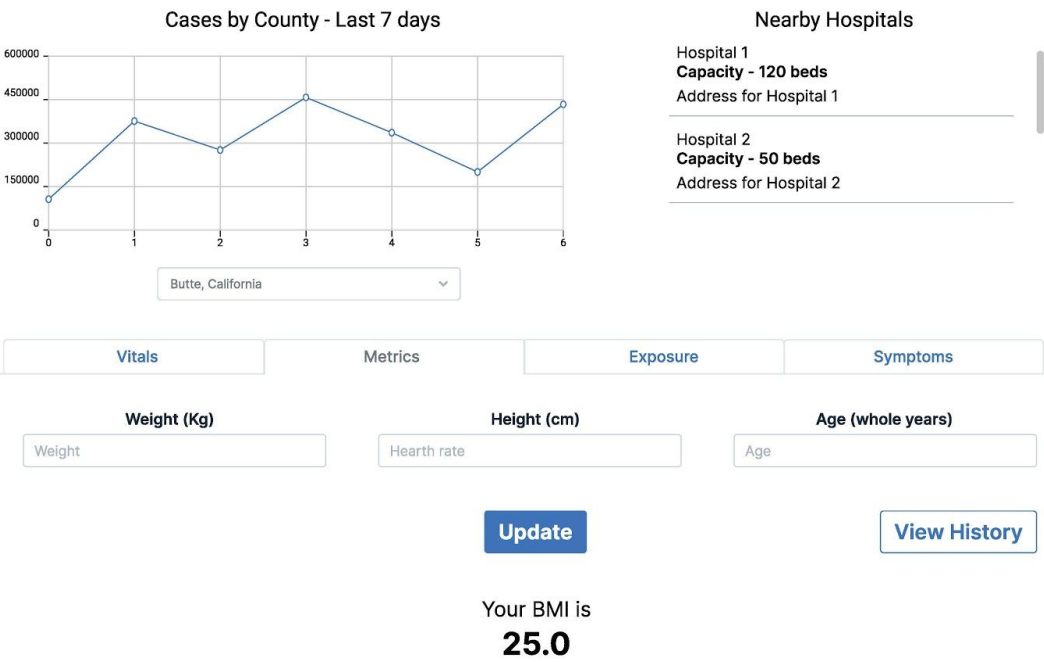 Cases by County - Last 7 days
600000
450000
300000
150000
0
0 1 2 3 4 5 6
Butte, California
Nearby Hospitals
Hospital 1
Capacity - 120 beds
Address for Hospital 1
Hospital 2
Capacity - 50 beds
Address for Hospital 2
Vitals Metrics Exposure Symptoms
Weight (Kg) Height (cm) Age (whole years)
Weight Hearth rate Age
Update View History
Your BMI is
25.0